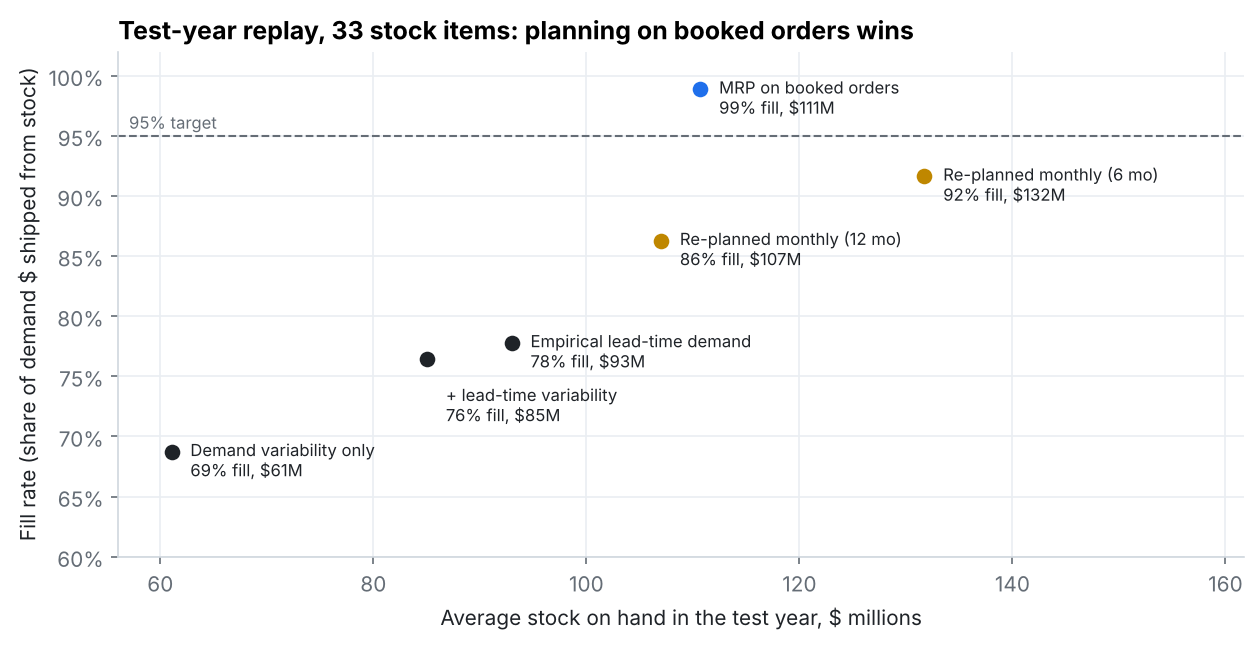 Test-year replay, 33 stock items: planning on booked orders wins
Fill rate (share of demand $ shipped from stock)
100%
95%
90%
85%
80%
75%
70%
65%
60%
95% target
MRP on booked orders
99% fill, $111M
Re-planned monthly (6 mo)
92% fill, $132M
Re-planned monthly (12 mo)
86% fill, $107M
Empirical lead-time demand
78% fill, $93M
+ lead-time variability
76% fill, $85M
Demand variability only
69% fill, $61M
60
80
100
120
140
160
Average stock on hand in the test year, $ millions